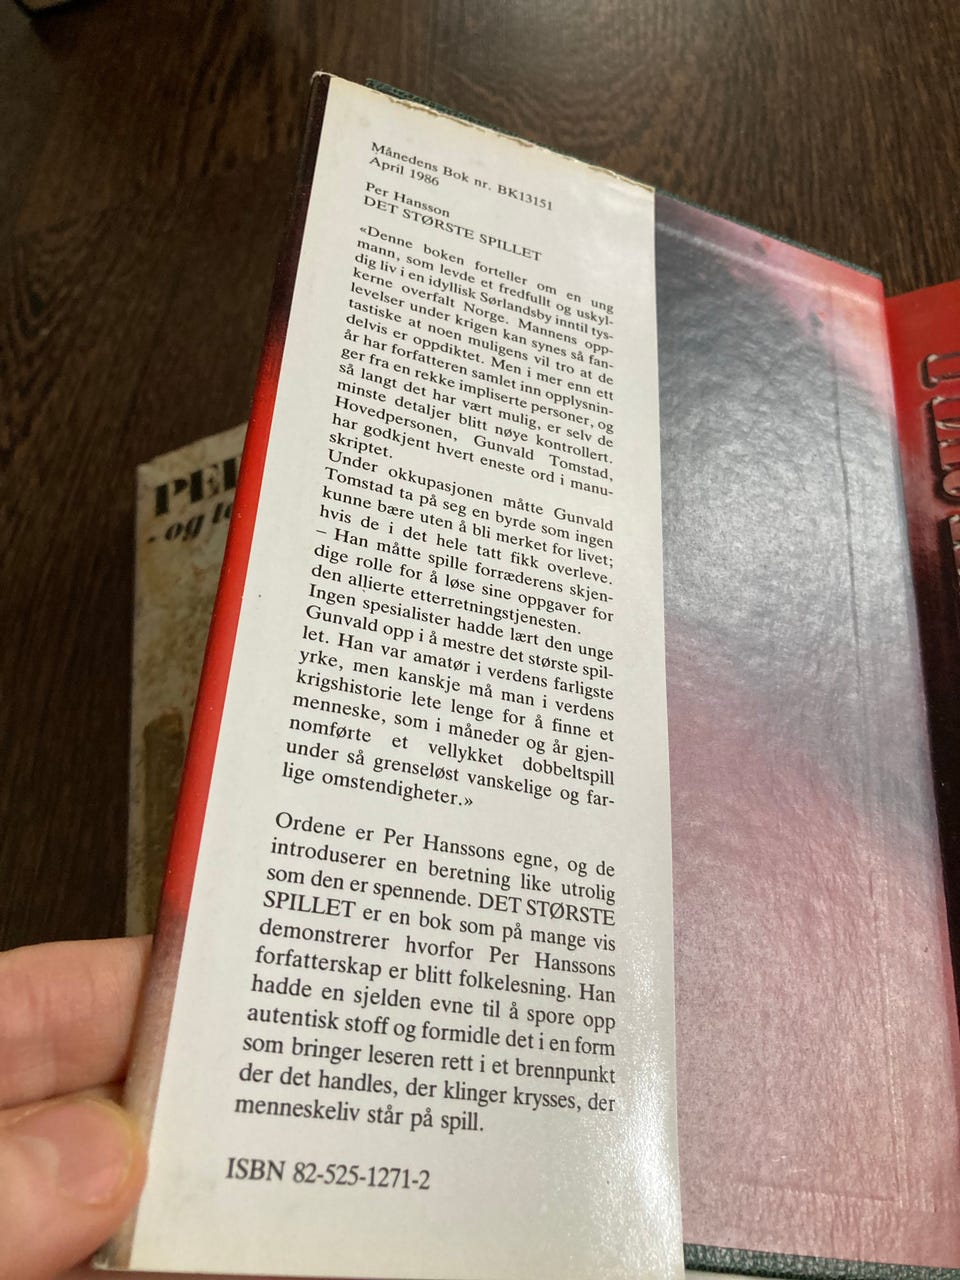 Månedens Bok nr. BK13151
April 1986
Per Hansson
DET STØRSTE SPILLET
«Denne boken forteller om en ung
mann, som levde et fredfullt og uskyl-
dig liv i en idyllisk Sørlandsby inntil tys-
kerne overfalt Norge. Mannens opp-
levelser under krigen kan synes så fan-
tastiske at noen muligens vil tro at de
delvis er oppdiktet. Men i mer enn ett
år har forfatteren samlet inn opplysnin-
ger fra en rekke impliserte personer, og
så langt det har vært mulig, er selv de
minste detaljer blitt nøye kontrollert.
Hovedpersonen, Gunvald Tomstad,
har godkjent hvert eneste ord i manu-
skriptet.
Under okkupasjonen måtte Gunvald
Tomstad ta på seg en byrde som ingen
kunne bære uten å bli merket for livet;
hvis de i det hele tatt fikk overleve.
– Han måtte spille forræderens skjen-
dige rolle for å løse sine oppgaver for
den allierte etterretningstjenesten.
Ingen spesialister hadde lært den unge
Gunvald opp i å mestre det største spil-
let. Han var amatør i verdens farligste
yrke, men kanskje må man i verdens
krigshistorie lete lenge for å finne et
menneske, som i måneder og år gjen-
nomførte et vellykket dobbeltspill
under så grenseløst vanskelige og far-
lige omstendigheter.»
Ordene er Per Hanssons egne, og de
introduserer en beretning like utrolig
som den er spennende. DET STØRSTE
SPILLET er en bok som på mange vis
demonstrerer hvorfor Per Hanssons
forfatterskap er blitt folkelesning. Han
hadde en sjelden evne til å spore opp
autentisk stoff og formidle det i en form
som bringer leseren rett i et brennpunkt
der det handles, der klinger krysses, der
menneskeliv står på spill.
ISBN 82-525-1271-2